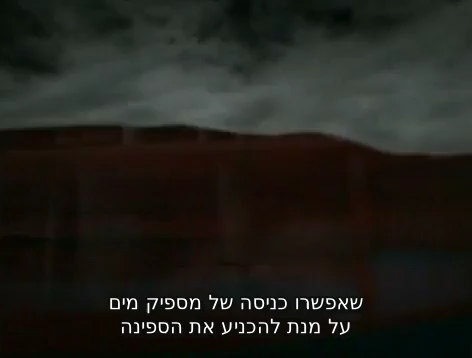 שאפשרו כניסה של מספיק מים
על מנת להכניע את הספינה